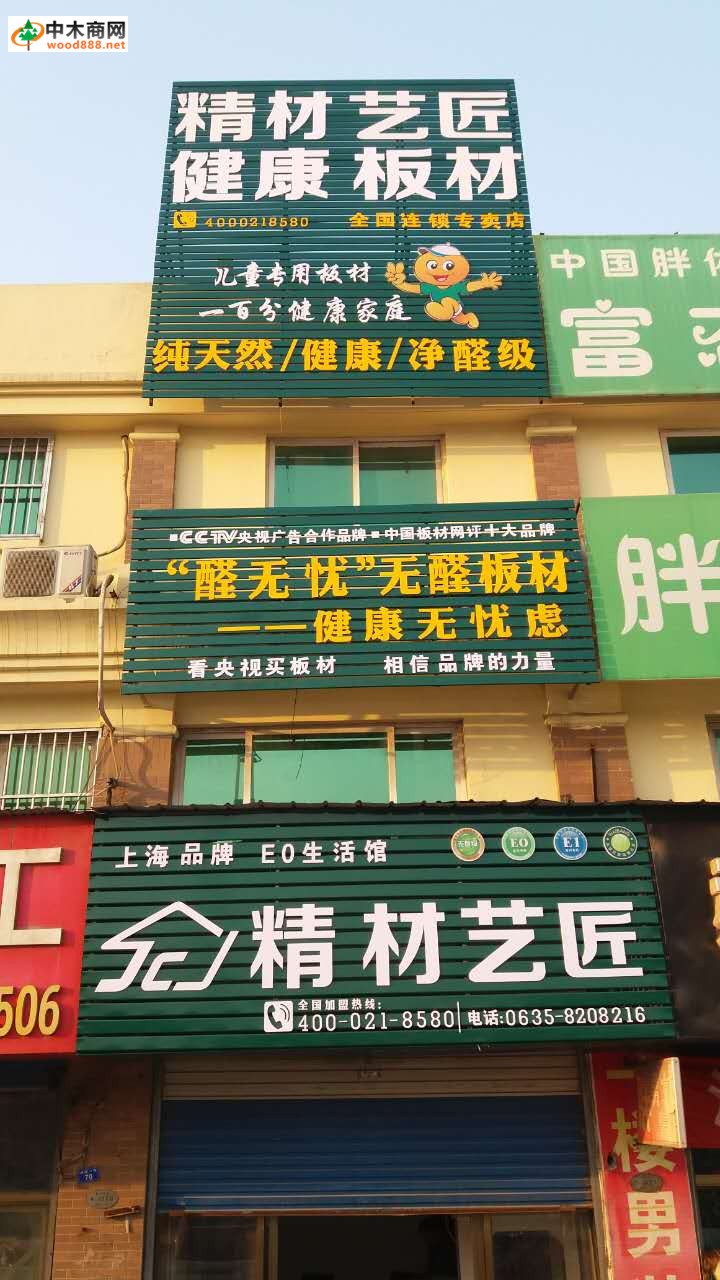 中木商网
wood888.net
精材艺匠
健康板材
4000218580 全国连锁专卖店
儿童专用板材
一百分健康家庭
纯天然/健康/净醛级
中国胖
富
CCTV央视广告合作品牌 中国板材网评十大品牌
“醛无忧”无醛板材
——健康无忧虑
看央视买板材 相信品牌的力量
胖
上海品牌 E0生活馆
E0
E1
精材艺匠
全国加盟热线:
400-021-8580 电话:0635-8208216
工
506
70
楼
男